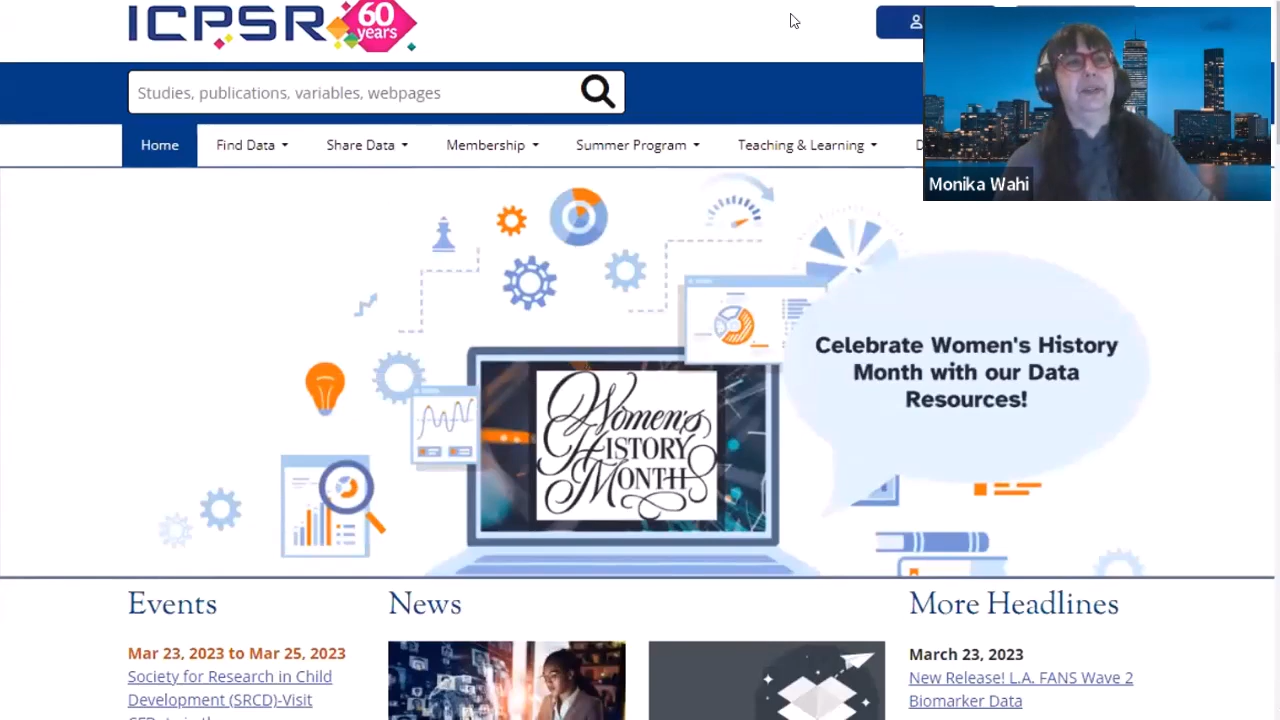 ICPSR 60 years
Studies, publications, variables, webpages
Home Find Data Share Data Membership Summer Program Teaching & Learning
Monika Wahi
Celebrate Women's History
Month with our Data
Resources!
Women's
History
Month
Events
Mar 23, 2023 to Mar 25, 2023
Society for Research in Child
Development (SRCD)-Visit
News
More Headlines
March 23, 2023
New Release! L.A. FANS Wave 2
Biomarker Data